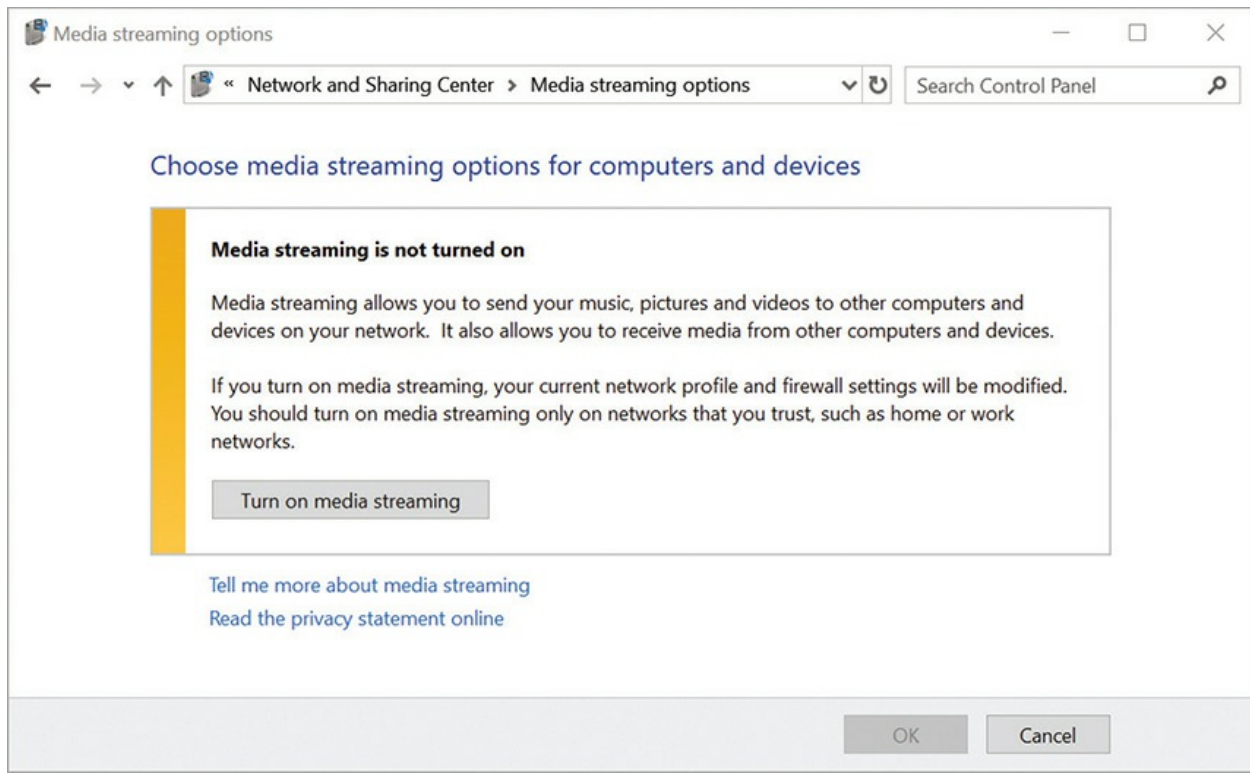 Media streaming options
« Network and Sharing Center > Media streaming options
Search Control Panel
Choose media streaming options for computers and devices
Media streaming is not turned on
Media streaming allows you to send your music, pictures and videos to other computers and
devices on your network.  It also allows you to receive media from other computers and devices.
If you turn on media streaming, your current network profile and firewall settings will be modified.
You should turn on media streaming only on networks that you trust, such as home or work
networks.
Turn on media streaming
Tell me more about media streaming
Read the privacy statement online
OK
Cancel